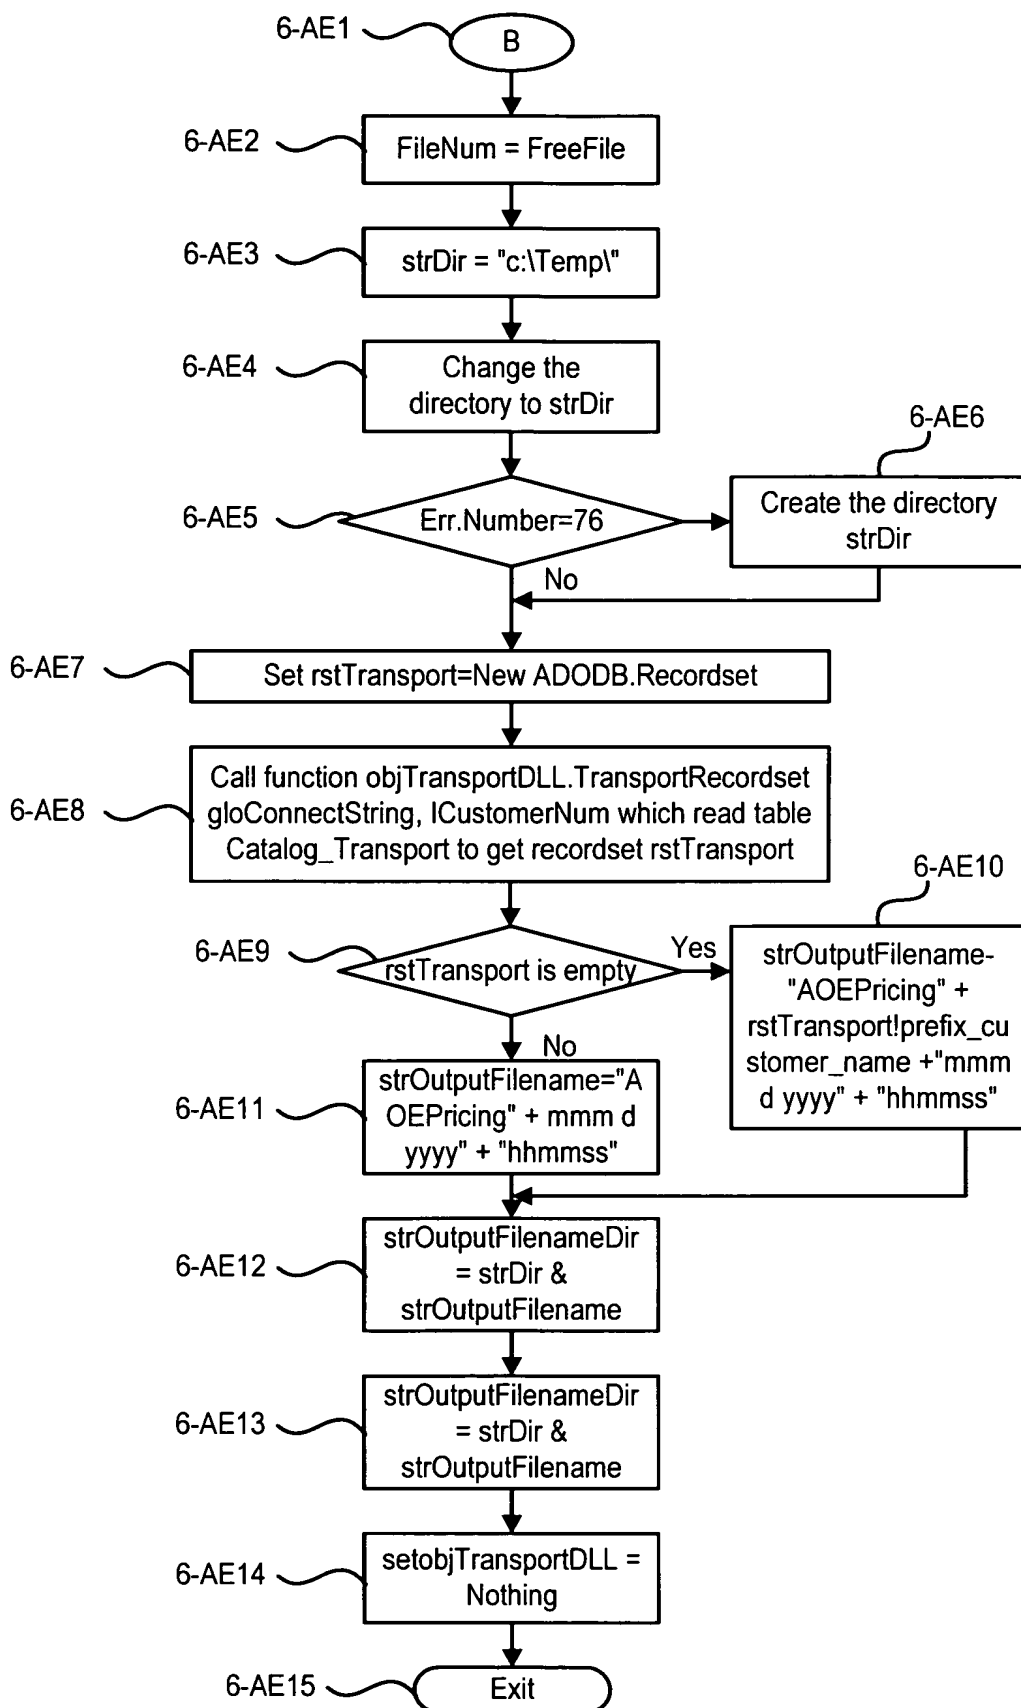 6-AE1
B
6-AE2
FileNum = FreeFile
6-AE3
strDir = "c:\Temp\"
6-AE4
Change the
directory to strDir
6-AE6
6-AE5
Err.Number=76
Create the directory
strDir
No
6-AE7
Set rstTransport=New ADODB.Recordset
6-AE8
Call function objTransportDLL.TransportRecordset
gloConnectString, lCustomerNum which read table
Catalog_Transport to get recordset rstTransport
6-AE10
6-AE9
rstTransport is empty
Yes
strOutputFilename-
"AOEPricing" +
rstTransport!prefix_cu
stomer_name +"mmm
d yyyy" + "hhmmss"
No
6-AE11
strOutputFilename="A
OEPricing" + mmm d
yyyy" + "hhmmss"
6-AE12
strOutputFilenameDir
= strDir &
strOutputFilename
6-AE13
strOutputFilenameDir
= strDir &
strOutputFilename
6-AE14
setobjTransportDLL =
Nothing
6-AE15
Exit